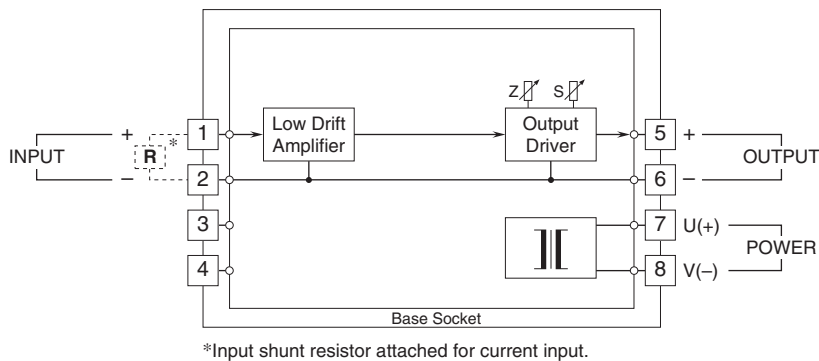 Z S
1 Low Drift Amplifier Output Driver 5 +
+
INPUT R * OUTPUT
– 2 6 –
3 7 U(+)
POWER
4 8 V(–)
Base Socket
*Input shunt resistor attached for current input.